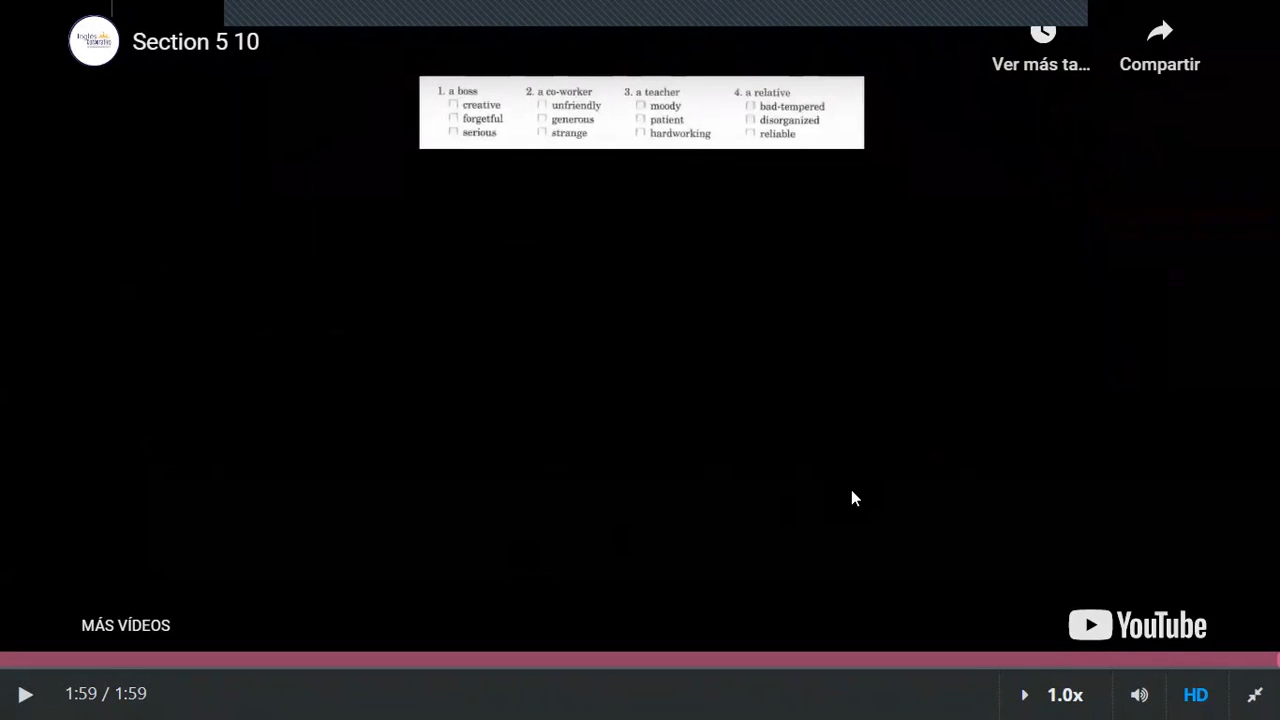 Section 5 10
Ver más ta...
Compartir
1. a boss
creative
forgetful
serious
2. a co-worker
unfriendly
generous
strange
3. a teacher
moody
patient
hardworking
4. a relative
bad-tempered
disorganized
reliable
MÁS VÍDEOS
YouTube
1:59 / 1:59
1.0x
HD